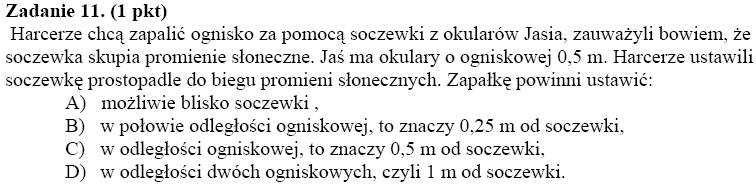 Zadanie 11. (1 pkt)
Harcerze chcą zapalić ognisko za pomocą soczewki z okularów Jasia, zauważyli bowiem, że
soczewka skupia promienie słoneczne. Jaś ma okulary o ogniskowej 0,5 m. Harcerze ustawili
soczewkę prostopadle do biegu promieni słonecznych. Zapałkę powinni ustawić:
A) możliwie blisko soczewki ,
B) w połowie odległości ogniskowej, to znaczy 0,25 m od soczewki,
C) w odległości ogniskowej, to znaczy 0,5 m od soczewki,
D) w odległości dwóch ogniskowych, czyli 1 m od soczewki.